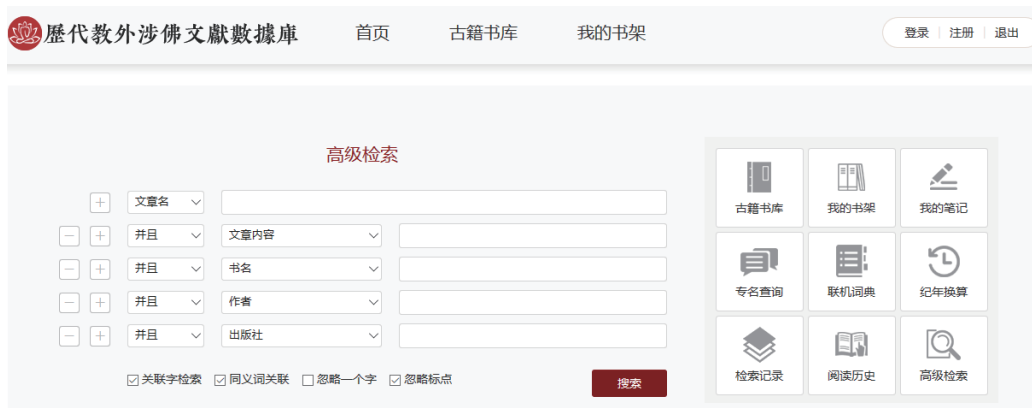 歷代教外涉佛文獻數據庫 首页 古籍书库 我的书架 登录 注册 退出
高级检索
文章名
并且 文章内容
并且 书名
并且 作者
并且 出版社
关联字检索 同义词关联 忽略一个字 忽略标点 搜索
古籍书库 我的书架 我的笔记
专名查询 联机词典 纪年换算
检索记录 阅读历史 高级检索